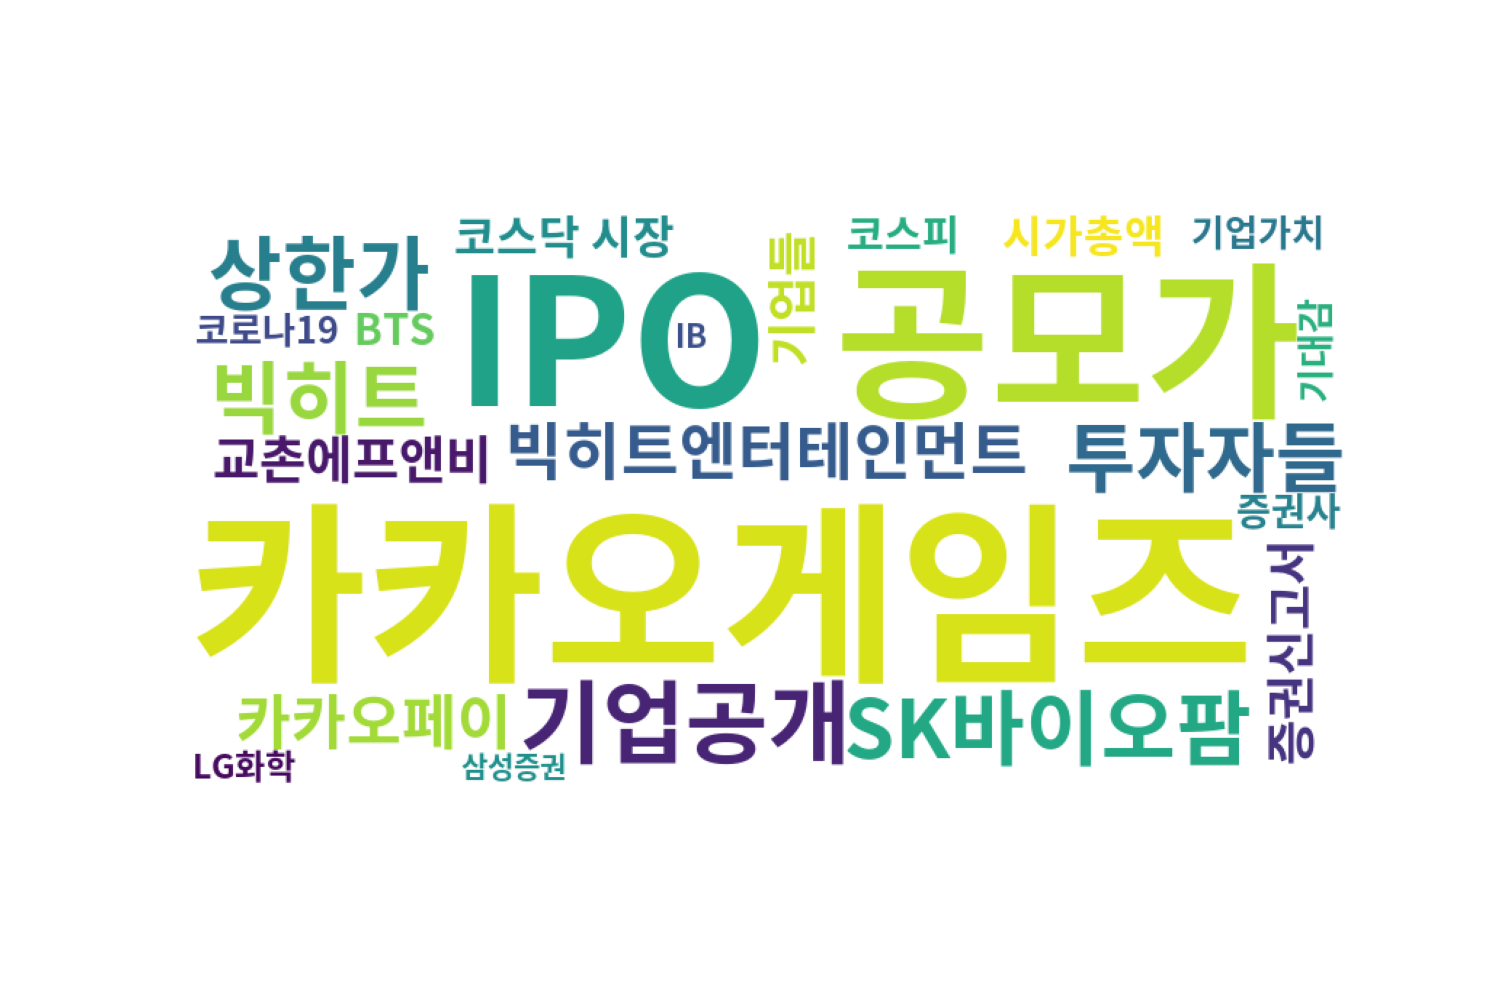 코스닥 시장
코스피
시가총액
기업가치
상한가
IPO
IB
기업들
공모가
기대감
코로나19
BTS
빅히트
교촌에프앤비
빅히트엔터테인먼트
투자자들
증권사
카카오게임즈
증권신고서
카카오페이
기업공개
SK바이오팜
LG화학
삼성증권